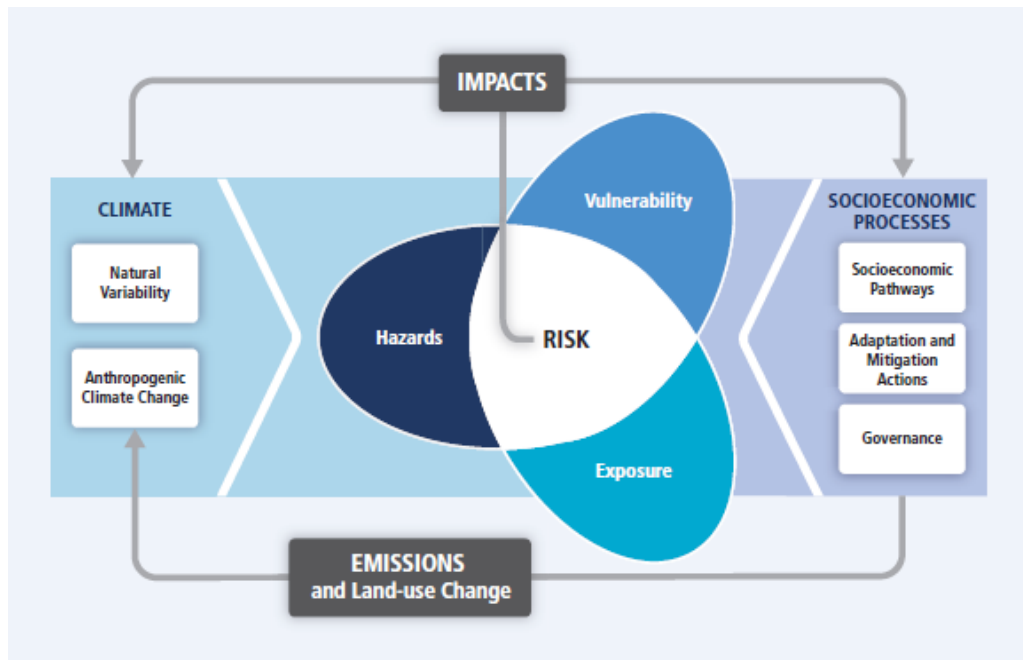 IMPACTS
CLIMATE
Natural
Variability
Anthropogenic
Climate Change
Vulnerability
Hazards
RISK
Exposure
SOCIOECONOMIC
PROCESSES
Socioeconomic
Pathways
Adaptation and
Mitigation
Actions
Governance
EMISSIONS
and Land-use Change